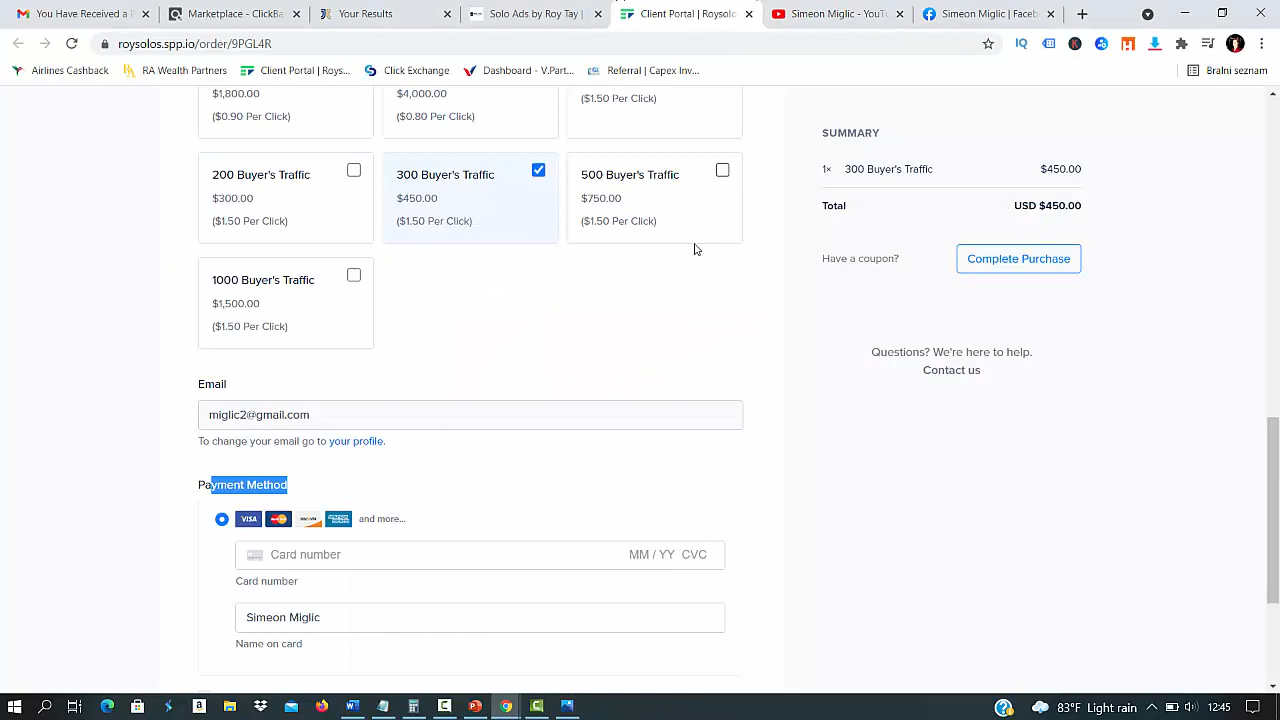 You Have Received a P
Marketplace - ClickBa
Your Results
Solo Ads by Roy Tay |
Client Portal | Roysolo
Simeon Miglic - YouTu
Simeon Miglic | Faceb
roysolos.spp.io/order/9PGL4R
Airlines Cashback
RA Wealth Partners
Client Portal | Roys...
Click Exchange
Dashboard - V.Part...
Referral | Capex Inv...
Bralni seznam
$1,800.00
($0.90 Per Click)
$4,000.00
($0.80 Per Click)
($1.50 Per Click)
200 Buyer's Traffic
$300.00
($1.50 Per Click)
300 Buyer's Traffic
$450.00
($1.50 Per Click)
500 Buyer's Traffic
$750.00
($1.50 Per Click)
1000 Buyer's Traffic
$1,500.00
($1.50 Per Click)
Email
miglic2@gmail.com
To change your email go to your profile.
Payment Method
VISA
and more...
Card number MM / YY CVC
Card number
Simeon Miglic
Name on card
SUMMARY
1× 300 Buyer's Traffic $450.00
Total USD $450.00
Have a coupon?
Complete Purchase
Questions? We're here to help.
Contact us
83°F Light rain
12:45